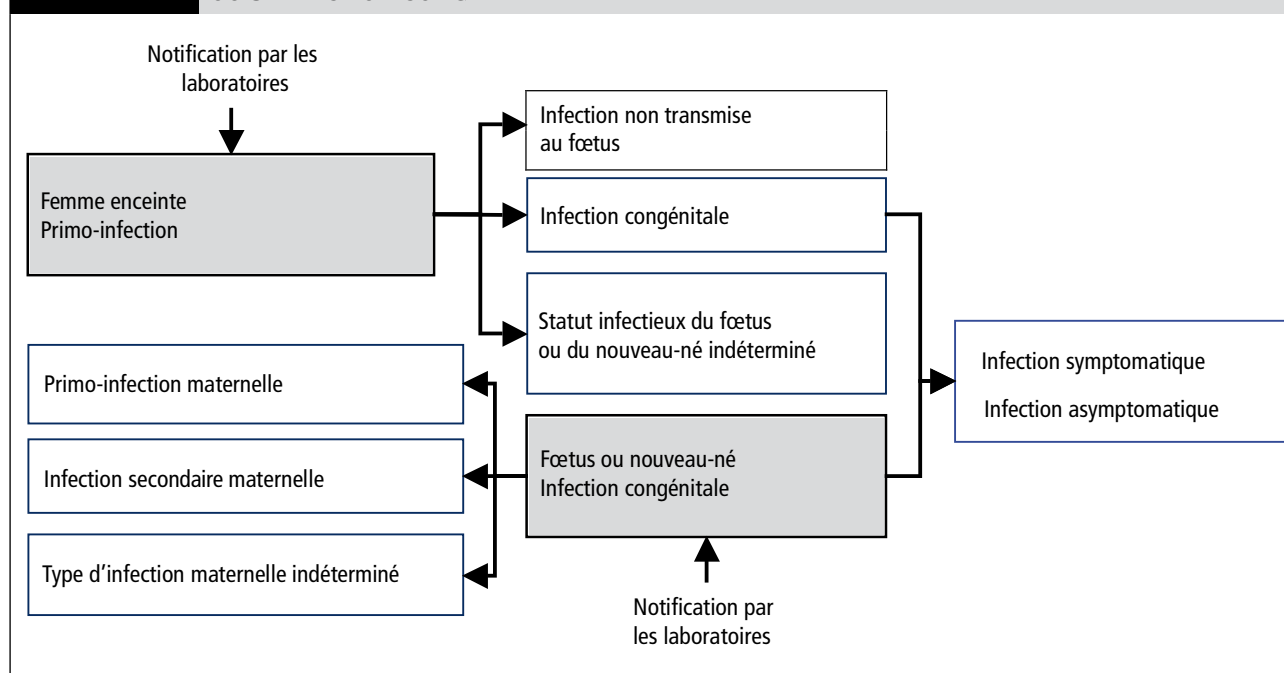 Notification par les
laboratoires
Femme enceinte
Primo-infection
Infection non transmise
au fœtus
Infection congénitale
Statut infectieux du fœtus
ou du nouveau-né indéterminé
Infection symptomatique
Infection asymptomatique
Primo-infection maternelle
Infection secondaire maternelle
Type d’infection maternelle indéterminé
Fœtus ou nouveau-né
Infection congénitale
Notification par
les laboratoires